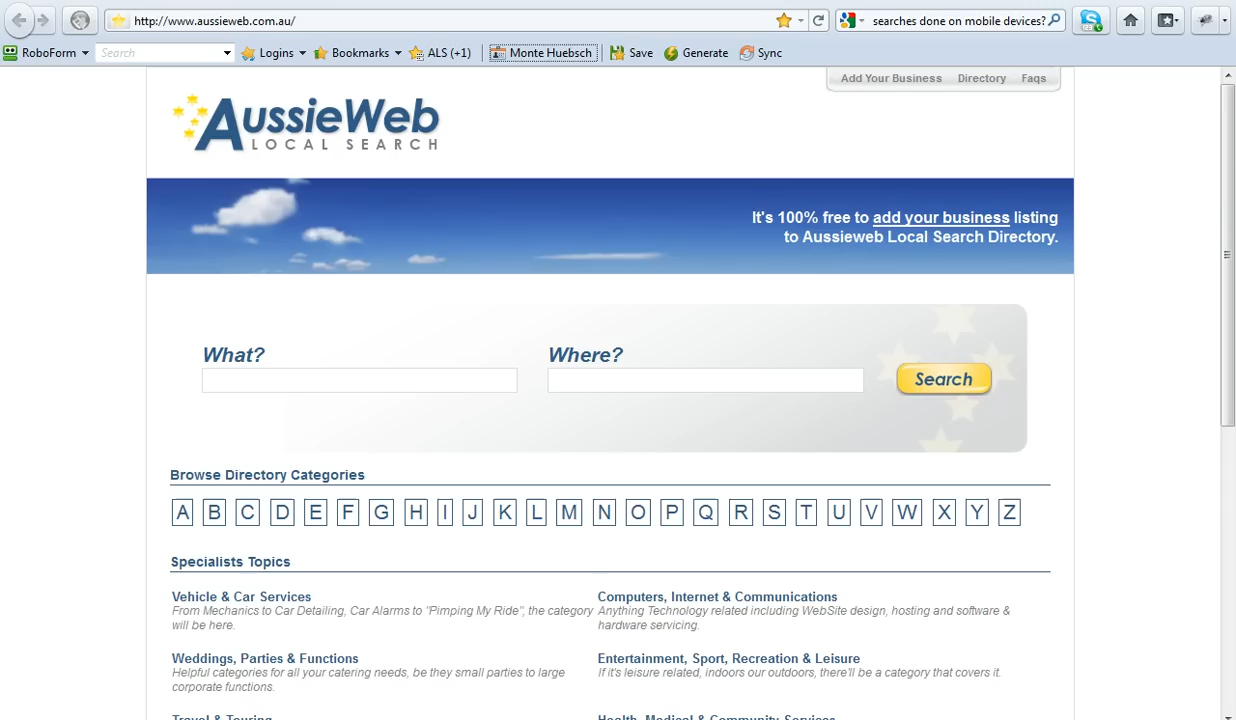 http://www.aussieweb.com.au/
searches done on mobile devices?
RoboForm Search Logins Bookmarks ALS (+1) Monte Huebsch Save Generate Sync
Add Your Business Directory Faqs
AussieWeb
LOCAL SEARCH
It's 100% free to add your business listing
to Aussieweb Local Search Directory.
What? Where?
Search
Browse Directory Categories
A B C D E F G H I J K L M N O P Q R S T U V W X Y Z
Specialists Topics
Vehicle & Car Services
From Mechanics to Car Detailing, Car Alarms to "Pimping My Ride", the category
will be here.
Computers, Internet & Communications
Anything Technology related including WebSite design, hosting and software &
hardware servicing.
Weddings, Parties & Functions
Helpful categories for all your catering needs, be they small parties to large
corporate functions.
Entertainment, Sport, Recreation & Leisure
If it's leisure related, indoors our outdoors, there'll be a category that covers it.
Travel & Touring
Health, Medical & Community Services